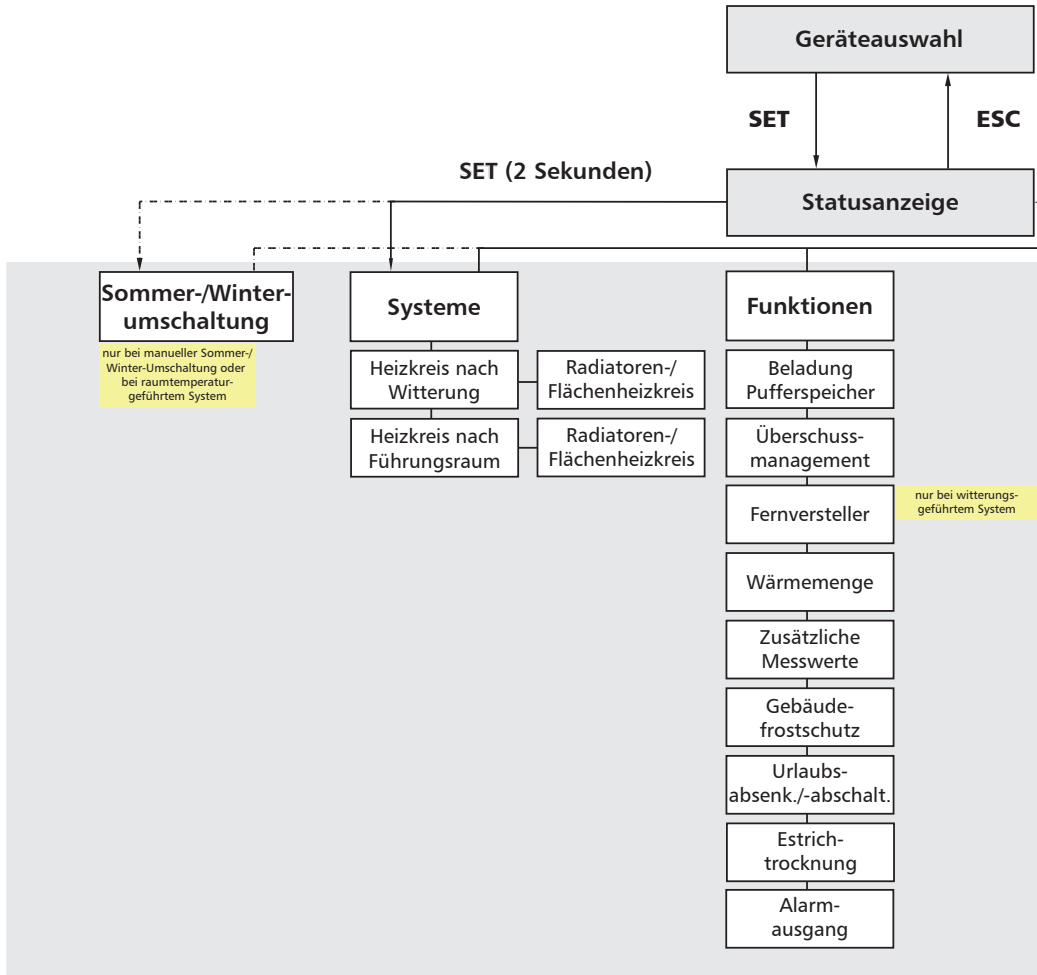 Geräteauswahl
SET
ESC
SET (2 Sekunden)
Statusanzeige
Sommer-/Winter-
umschaltung
nur bei manueller Sommer-/
Winter-Umschaltung oder
bei raumtemperatur-
geführtem System
Systeme
Heizkreis nach
Witterung
Radiatoren-/
Flächenheizkreis
Heizkreis nach
Führungsraum
Radiatoren-/
Flächenheizkreis
Funktionen
Beladung
Pufferspeicher
Überschuss-
management
Fernversteller
nur bei witterungs-
geführtem System
Wärmemenge
Zusätzliche
Messwerte
Gebäude-
frostschutz
Urlaubs-
absenk./-abschalt.
Estrich-
trocknung
Alarm-
ausgang